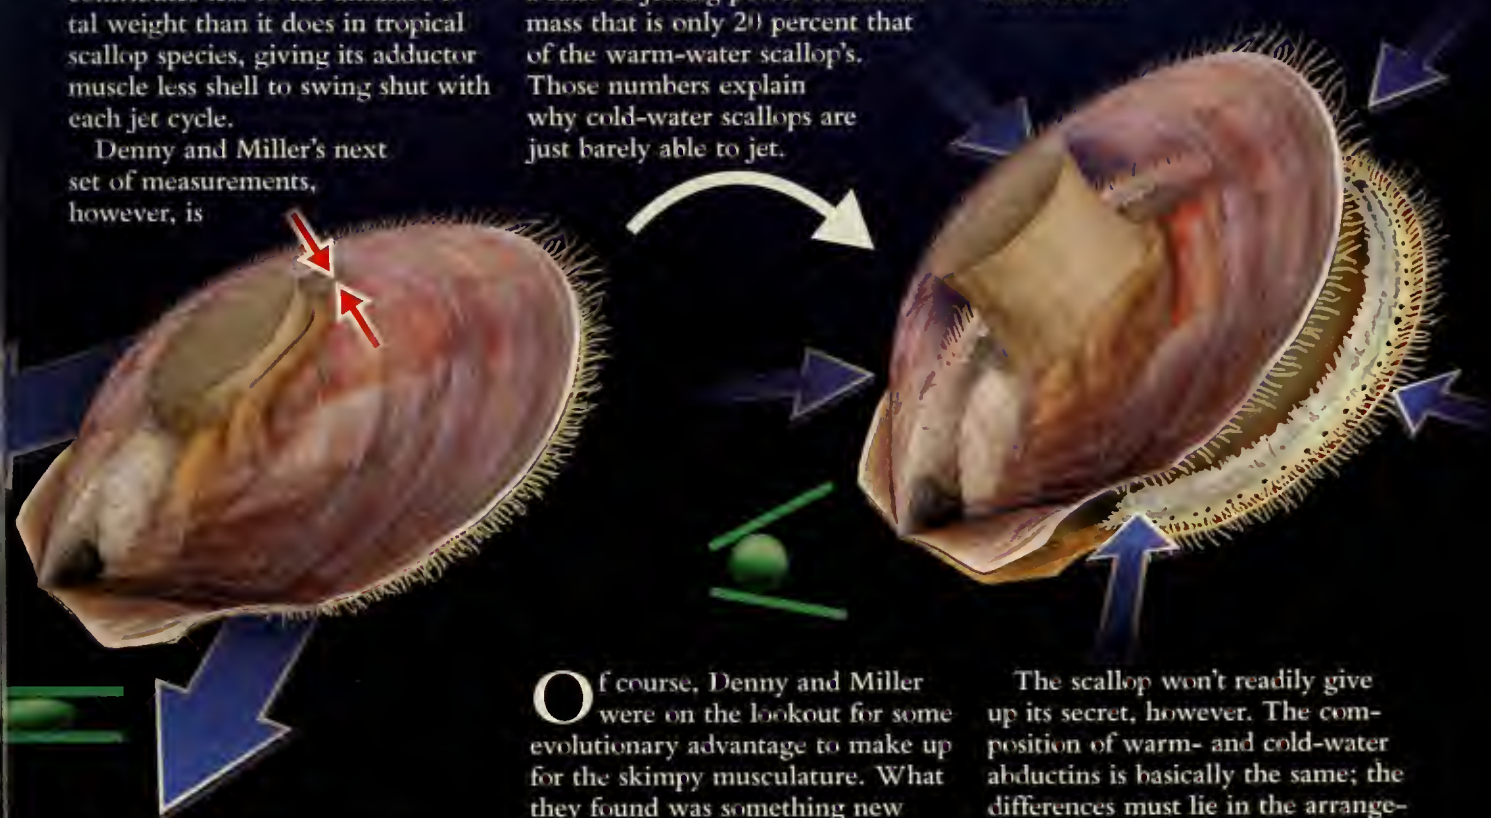 tal weight than it does in tropical
scallop species, giving its adductor
muscle less shell to swing shut with
each jet cycle.
Denny and Miller's next
set of measurements,
however, is
mass that is only 20 percent that
of the warm-water scallop's.
Those numbers explain
why cold-water scallops are
just barely able to jet.
Of course, Denny and Miller
were on the lookout for some
evolutionary advantage to make up
for the skimpy musculature. What
they found was something new
The scallop won't readily give
up its secret, however. The com-
position of warm- and cold-water
abductins is basically the same; the
differences must lie in the arrange-